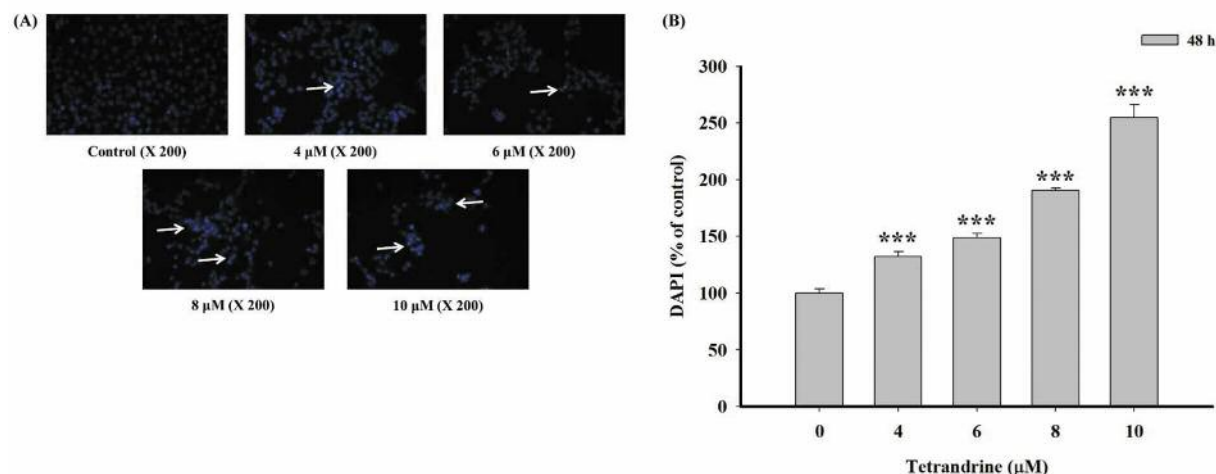 (A)
Control (X 200)
4 μM (X 200)
6 μM (X 200)
8 μM (X 200)
10 μM (X 200)
(B)
48 h
DAPI (% of control)
300
250
200
150
100
50
0
***
***
***
***
0 4 6 8 10
Tetrandrine (μM)